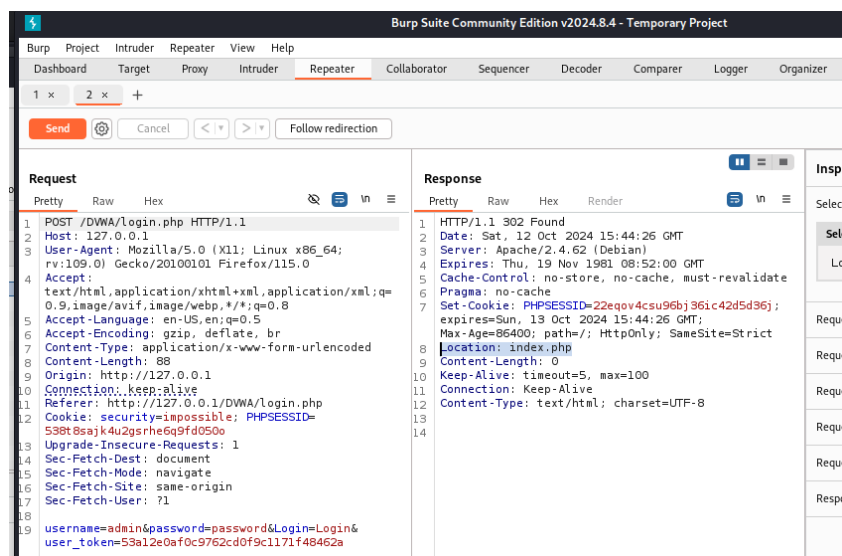 Burp Suite Community Edition v2024.8.4 - Temporary Project
Burp Project Intruder Repeater View Help
Dashboard Target Proxy Intruder Repeater Collaborator Sequencer Decoder Comparer Logger Organizer
1 × 2 × +
Send Cancel < > Follow redirection
Request
Pretty Raw Hex \n
1 POST /DVWA/login.php HTTP/1.1
2 Host: 127.0.0.1
3 User-Agent: Mozilla/5.0 (X11; Linux x86_64;
rv:109.0) Gecko/20100101 Firefox/115.0
4 Accept:
text/html,application/xhtml+xml,application/xml;q=
0.9,image/avif,image/webp,*/*;q=0.8
5 Accept-Language: en-US,en;q=0.5
6 Accept-Encoding: gzip, deflate, br
7 Content-Type: application/x-www-form-urlencoded
8 Content-Length: 88
9 Origin: http://127.0.0.1
10 Connection: keep-alive
11 Referer: http://127.0.0.1/DVWA/login.php
12 Cookie: security=impossible; PHPSESSID=
538t8sajk4u2gsrhe6q9fd050o
13 Upgrade-Insecure-Requests: 1
14 Sec-Fetch-Dest: document
15 Sec-Fetch-Mode: navigate
16 Sec-Fetch-Site: same-origin
17 Sec-Fetch-User: ?1
18
19 username=admin&password=password&Login=Login&
user_token=53a12e0af0c9762cd0f9c1171f48462a
Response
Pretty Raw Hex Render \n
1 HTTP/1.1 302 Found
2 Date: Sat, 12 Oct 2024 15:44:26 GMT
3 Server: Apache/2.4.62 (Debian)
4 Expires: Thu, 19 Nov 1981 08:52:00 GMT
5 Cache-Control: no-store, no-cache, must-revalidate
6 Pragma: no-cache
7 Set-Cookie: PHPSESSID=22eqov4csu96bj36ic42d5d36j;
expires=Sun, 13 Oct 2024 15:44:26 GMT;
Max-Age=86400; path=/; HttpOnly; SameSite=Strict
8 Location: index.php
9 Content-Length: 0
10 Keep-Alive: timeout=5, max=100
11 Connection: Keep-Alive
12 Content-Type: text/html; charset=UTF-8
13
14
Insp
Selec
Sel
Lo
Reque
Reque
Reque
Reque
Reque
Respo